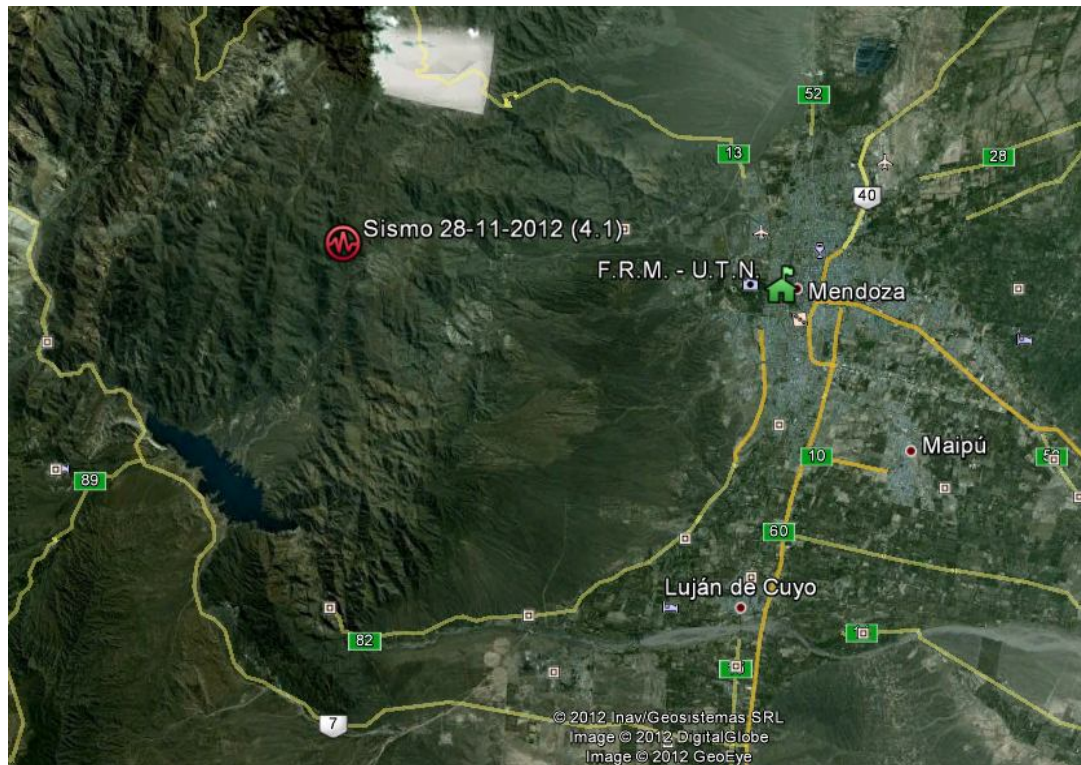 52
13
28
40
Sismo 28-11-2012 (4.1)
F.R.M. - U.T.N.
Mendoza
Maipú
10
89
60
Luján de Cuyo
82
7
© 2012 Inav/Geosistemas SRL
Image © 2012 DigitalGlobe
Image © 2012 GeoEye